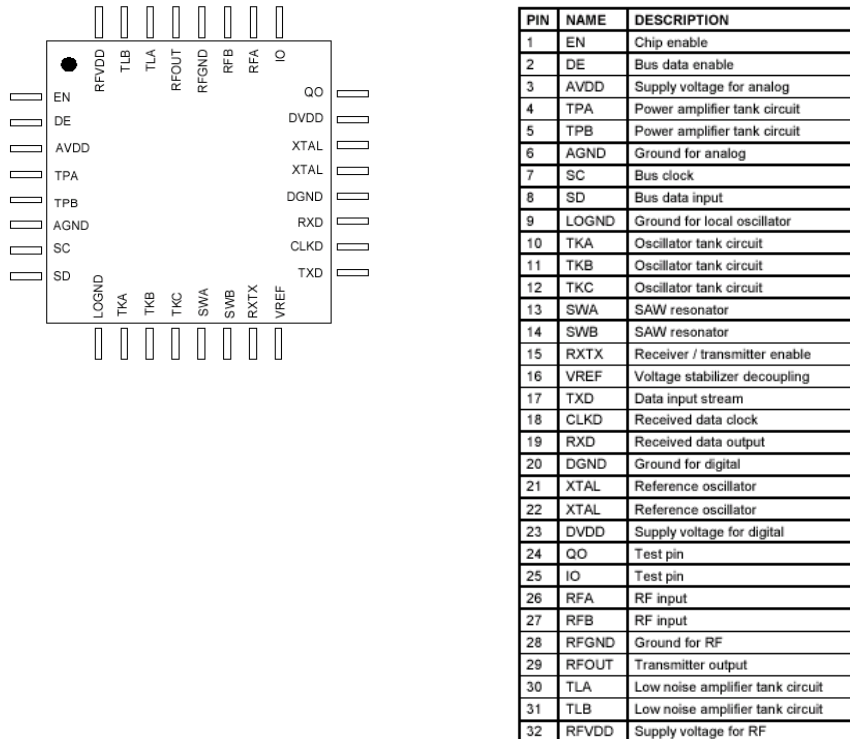 RFVDD
TLB
TLA
RFOUT
RFGND
RFB
RFA
IO
EN
DE
AVDD
TPA
TPB
AGND
SC
SD
QO
DVDD
XTAL
XTAL
DGND
RXD
CLKD
TXD
LOGND
TKA
TKB
TKC
SWA
SWB
RXTX
VREF
PIN NAME DESCRIPTION
1 EN Chip enable
2 DE Bus data enable
3 AVDD Supply voltage for analog
4 TPA Power amplifier tank circuit
5 TPB Power amplifier tank circuit
6 AGND Ground for analog
7 SC Bus clock
8 SD Bus data input
9 LOGND Ground for local oscillator
10 TKA Oscillator tank circuit
11 TKB Oscillator tank circuit
12 TKC Oscillator tank circuit
13 SWA SAW resonator
14 SWB SAW resonator
15 RXTX Receiver / transmitter enable
16 VREF Voltage stabilizer decoupling
17 TXD Data input stream
18 CLKD Received data clock
19 RXD Received data output
20 DGND Ground for digital
21 XTAL Reference oscillator
22 XTAL Reference oscillator
23 DVDD Supply voltage for digital
24 QO Test pin
25 IO Test pin
26 RFA RF input
27 RFB RF input
28 RFGND Ground for RF
29 RFOUT Transmitter output
30 TLA Low noise amplifier tank circuit
31 TLB Low noise amplifier tank circuit
32 RFVDD Supply voltage for RF